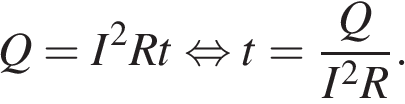 Q = I²Rt ⇔ t = Q / I²R.